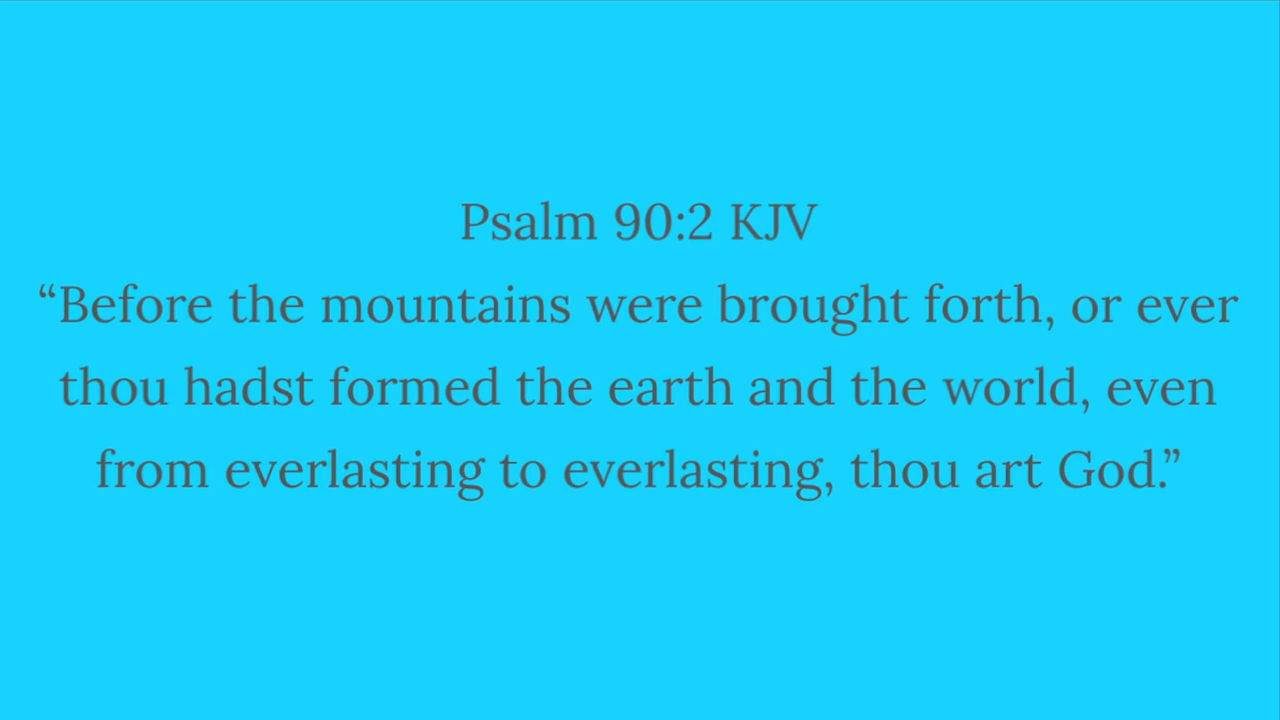 Psalm 90:2 KJV
“Before the mountains were brought forth, or ever
thou hadst formed the earth and the world, even
from everlasting to everlasting, thou art God.”